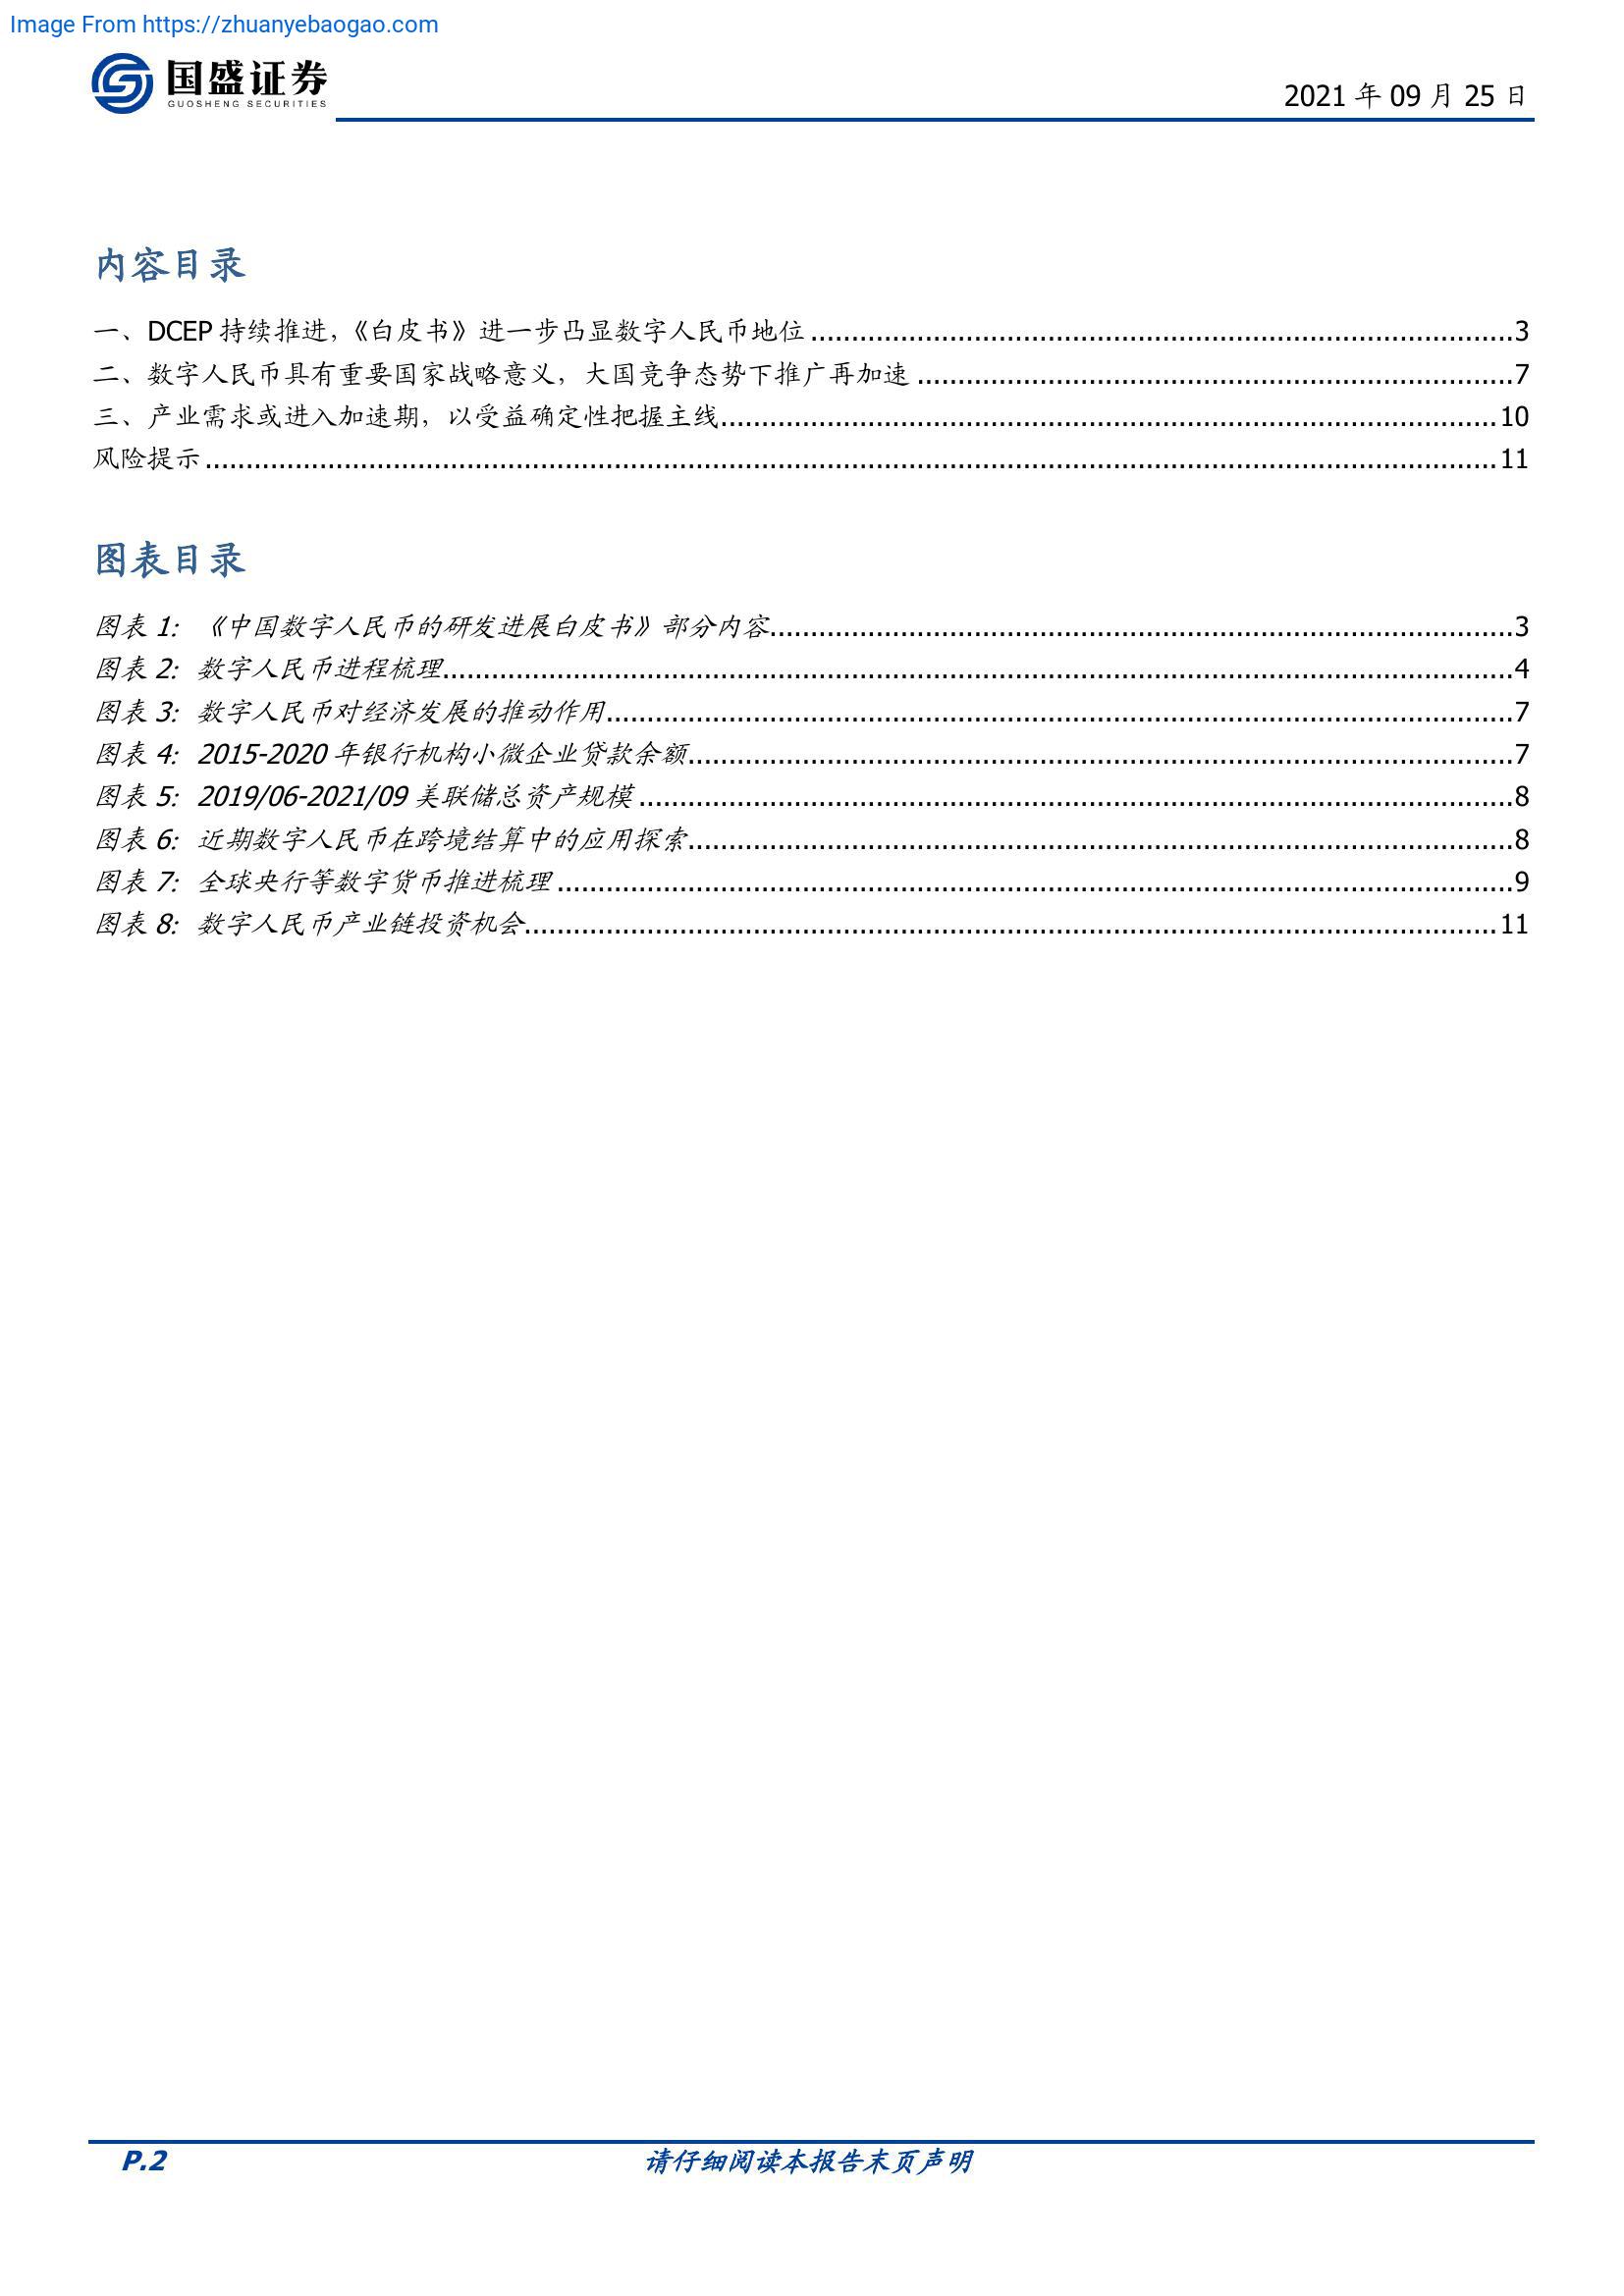 Image From https://zhuanyebaogao.com
国盛证券
GUOSHENG SECURITIES
2021 年 09 月 25 日
内容目录
一、DCEP 持续推进，《白皮书》进一步凸显数字人民币地位 ........ 3
二、数字人民币具有重要国家战略意义，大国竞争态势下推广再加速 ........ 7
三、产业需求或进入加速期，以受益确定性把握主线 ........ 10
风险提示 ........ 11
图表目录
图表 1: 《中国数字人民币的研发进展白皮书》部分内容 ........ 3
图表 2: 数字人民币进程梳理 ........ 4
图表 3: 数字人民币对经济发展的推动作用 ........ 7
图表 4: 2015-2020 年银行机构小微企业贷款余额 ........ 7
图表 5: 2019/06-2021/09 美联储总资产规模 ........ 8
图表 6: 近期数字人民币在跨境结算中的应用探索 ........ 8
图表 7: 全球央行等数字货币推进梳理 ........ 9
图表 8: 数字人民币产业链投资机会 ........ 11
P.2
请仔细阅读本报告末页声明